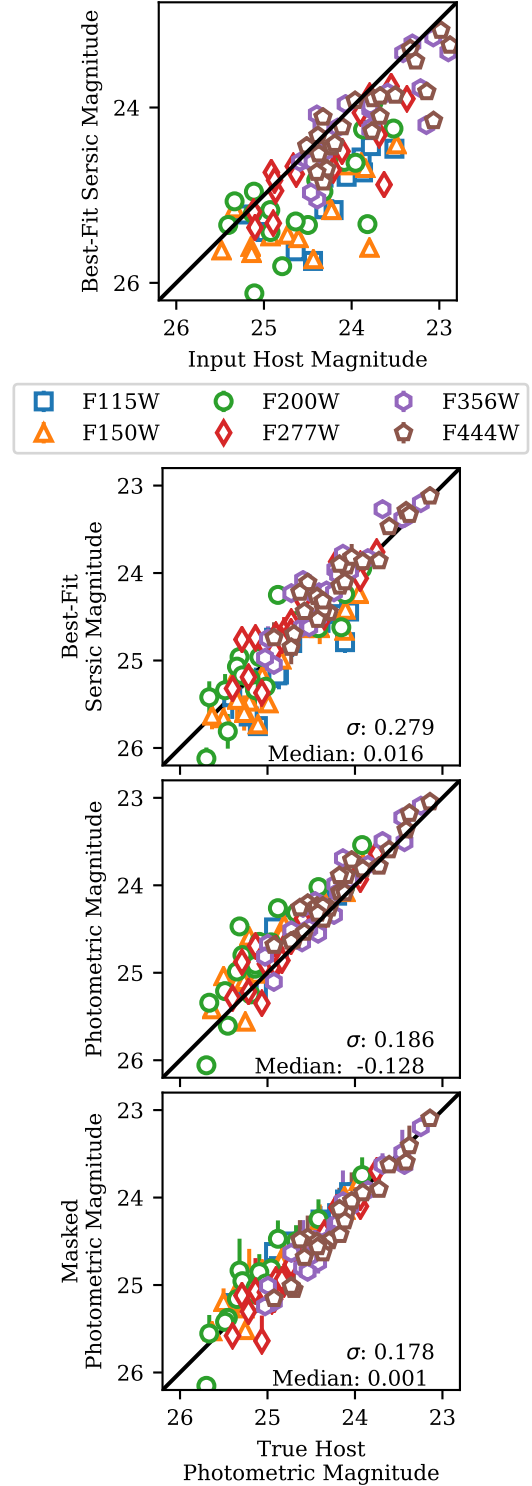 24
26
Best-Fit Sersic Magnitude
26 25 24 23
Input Host Magnitude
F115W F200W F356W
F150W F277W F444W
23
24
25
26
Best-Fit
Sersic Magnitude
σ: 0.279
Median: 0.016
23
24
25
26
Photometric Magnitude
σ: 0.186
Median: -0.128
23
24
25
26
Masked
Photometric Magnitude
σ: 0.178
Median: 0.001
26 25 24 23
True Host
Photometric Magnitude